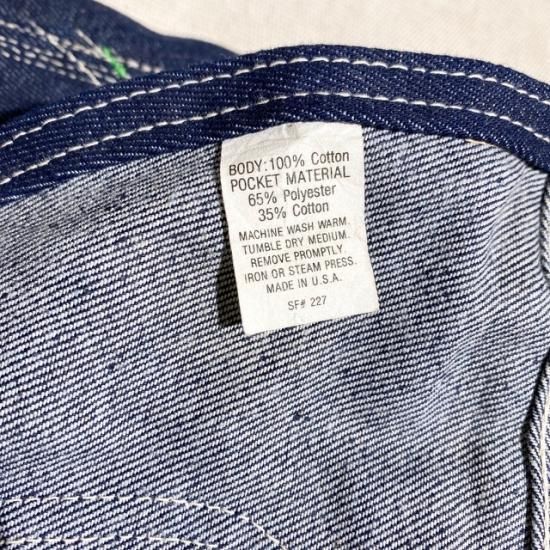 BODY: 100% Cotton
POCKET MATERIAL
65% Polyester
35% Cotton
MACHINE WASH WARM.
TUMBLE DRY MEDIUM.
REMOVE PROMPTLY.
IRON OR STEAM PRESS.
MADE IN U.S.A.
SF# 227